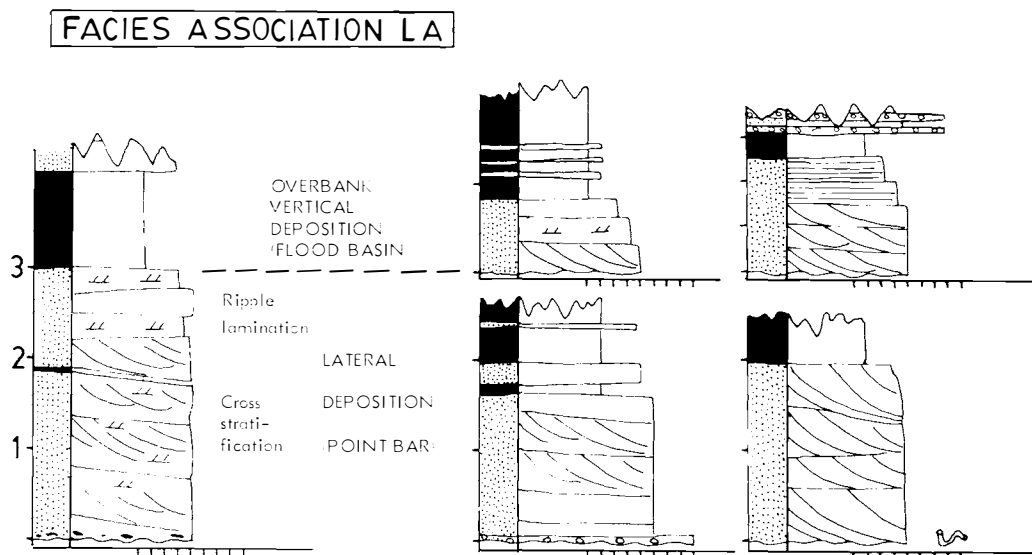 FACIES ASSOCIATION LA
OVERBANK
VERTICAL
DEPOSITION
(FLOOD BASIN
3
Ripple
lamination
2
LATERAL
Cross
strati-
fication
DEPOSITION
(POINT BAR)
1